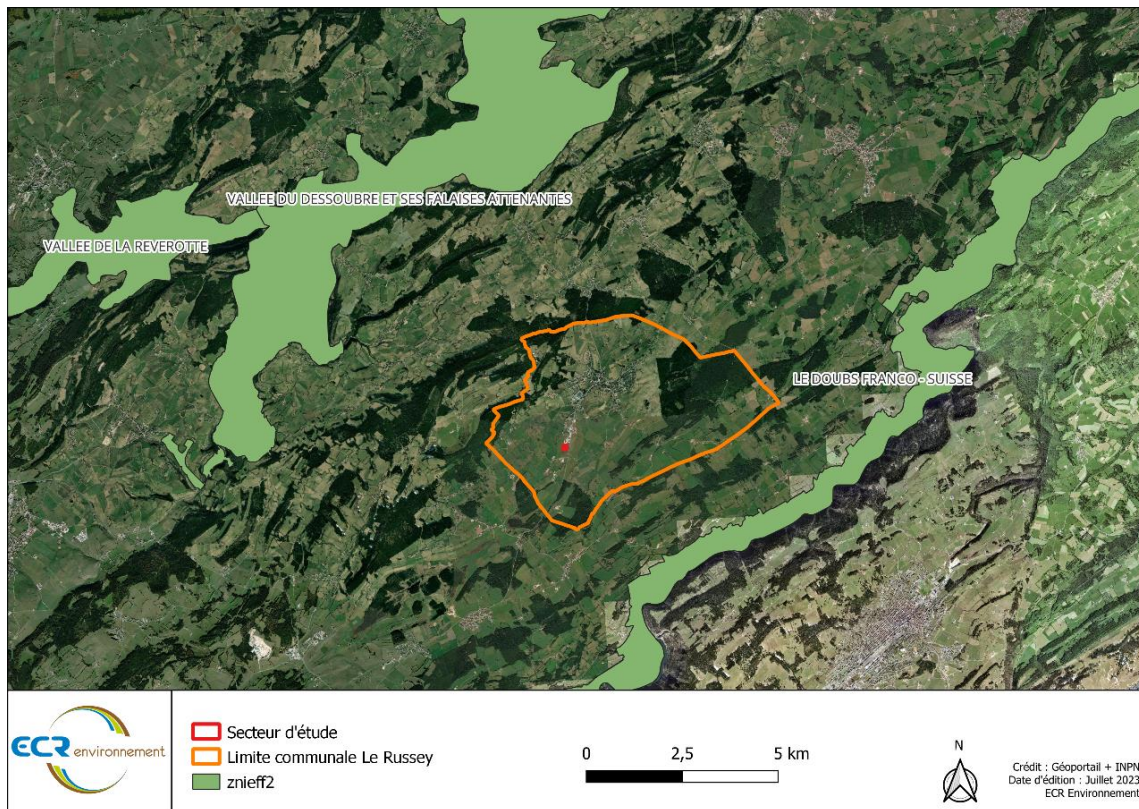 VALLEE DU DESSOUBRE ET SES FALAISES ATTENANTES
VALLEE DE LA REVEROTTE
LE DOUBS FRANCO - SUISSE
ECR environnement
Secteur d'étude
Limite communale Le Russey
znieff2
0 2,5 5 km
N
Crédit : Géoportail + INPN
Date d'édition : Juillet 2023
ECR Environnement